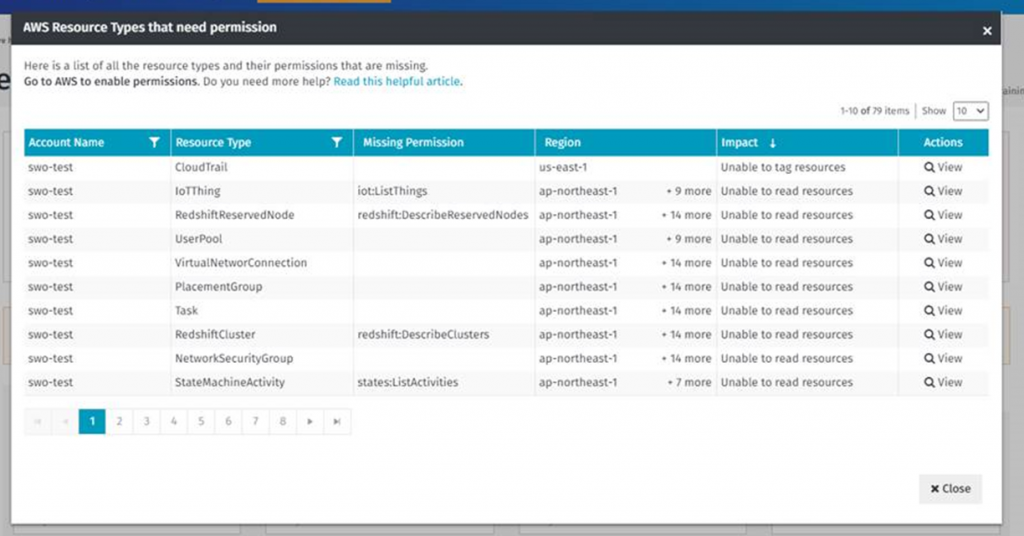 AWS Resource Types that need permission
Here is a list of all the resource types and their permissions that are missing.
Go to AWS to enable permissions. Do you need more help? Read this helpful article.
1-10 of 79 items Show 10
Account Name Resource Type Missing Permission Region Impact ↓ Actions
swo-test CloudTrail us-east-1 Unable to tag resources View
swo-test IoTThing iot:ListThings ap-northeast-1 + 9 more Unable to read resources View
swo-test RedshiftReservedNode redshift:DescribeReservedNodes ap-northeast-1 + 14 more Unable to read resources View
swo-test UserPool ap-northeast-1 + 9 more Unable to read resources View
swo-test VirtualNetworConnection ap-northeast-1 + 14 more Unable to read resources View
swo-test PlacementGroup ap-northeast-1 + 14 more Unable to read resources View
swo-test Task ap-northeast-1 + 14 more Unable to read resources View
swo-test RedshiftCluster redshift:DescribeClusters ap-northeast-1 + 14 more Unable to read resources View
swo-test NetworkSecurityGroup ap-northeast-1 + 14 more Unable to read resources View
swo-test StateMachineActivity states:ListActivities ap-northeast-1 + 7 more Unable to read resources View
1 2 3 4 5 6 7 8
Close